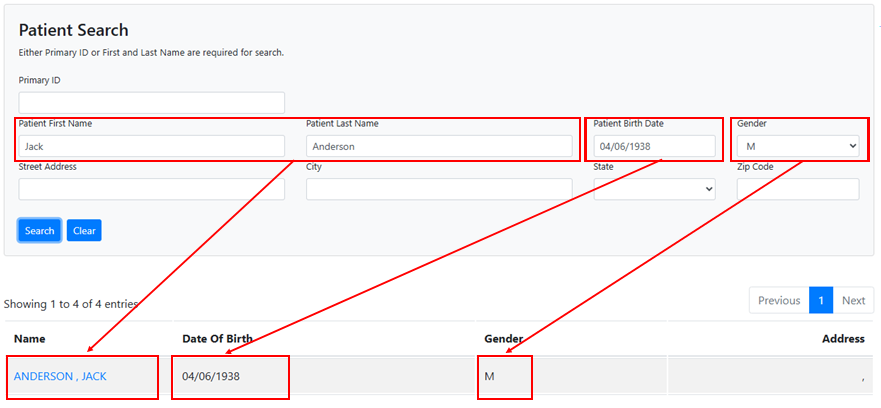 Patient Search
Either Primary ID or First and Last Name are required for search.
Primary ID
Patient First Name Patient Last Name Patient Birth Date Gender
Jack Anderson 04/06/1938 M
Street Address City State Zip Code
Search Clear
Showing 1 to 4 of 4 entries Previous 1 Next
Name Date Of Birth Gender Address
ANDERSON , JACK 04/06/1938 M ,